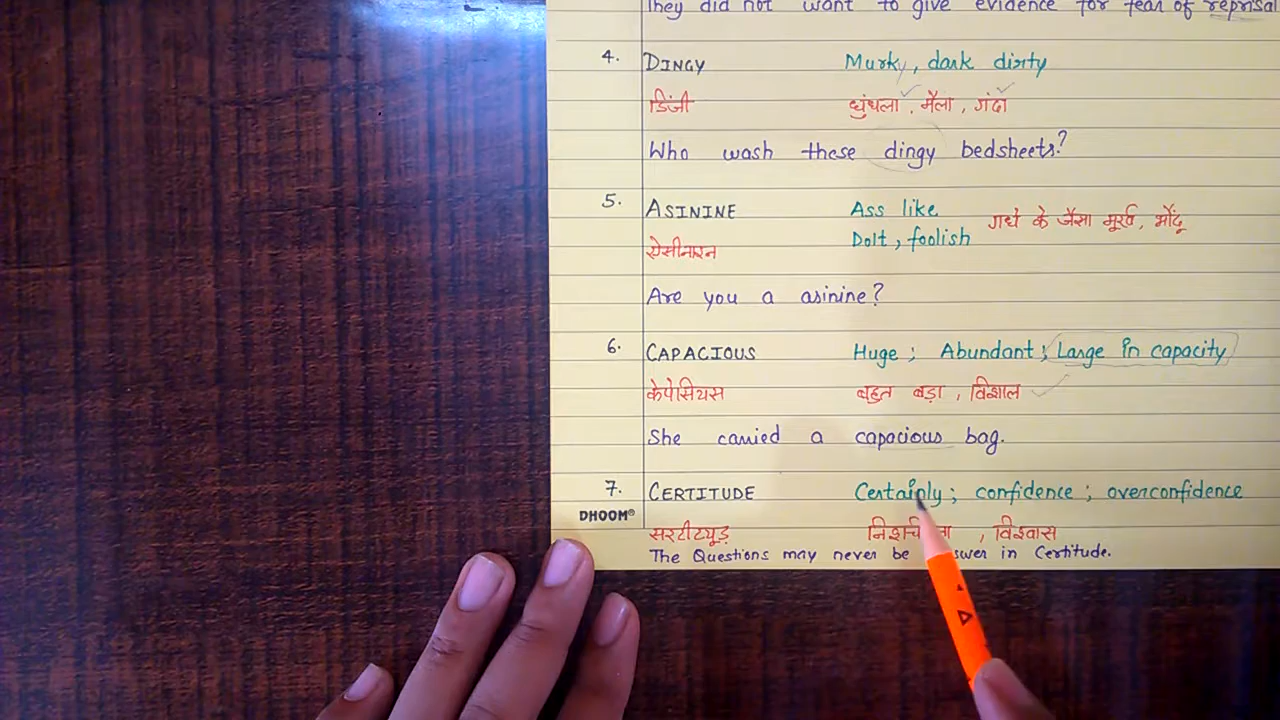 They did not want to give evidence for fear of reprisal
4. DINGY Murky, dark dirty
डिंजी धुंधला, मैला, गंदा
Who wash these dingy bedsheets?
5. ASININE Ass like गधे के जैसा मूर्ख, भोंदू
ऐसीनाइन Dolt, foolish
Are you a asinine?
6. CAPACIOUS Huge; Abundant; Large in capacity
केपेसियस बहुत बड़ा, विशाल
She carried a capacious bag.
7. CERTITUDE Certainly; confidence; overconfidence
DHOOM®
सरटीट्यूड , विश्वास
The Questions may never be in Certitude.